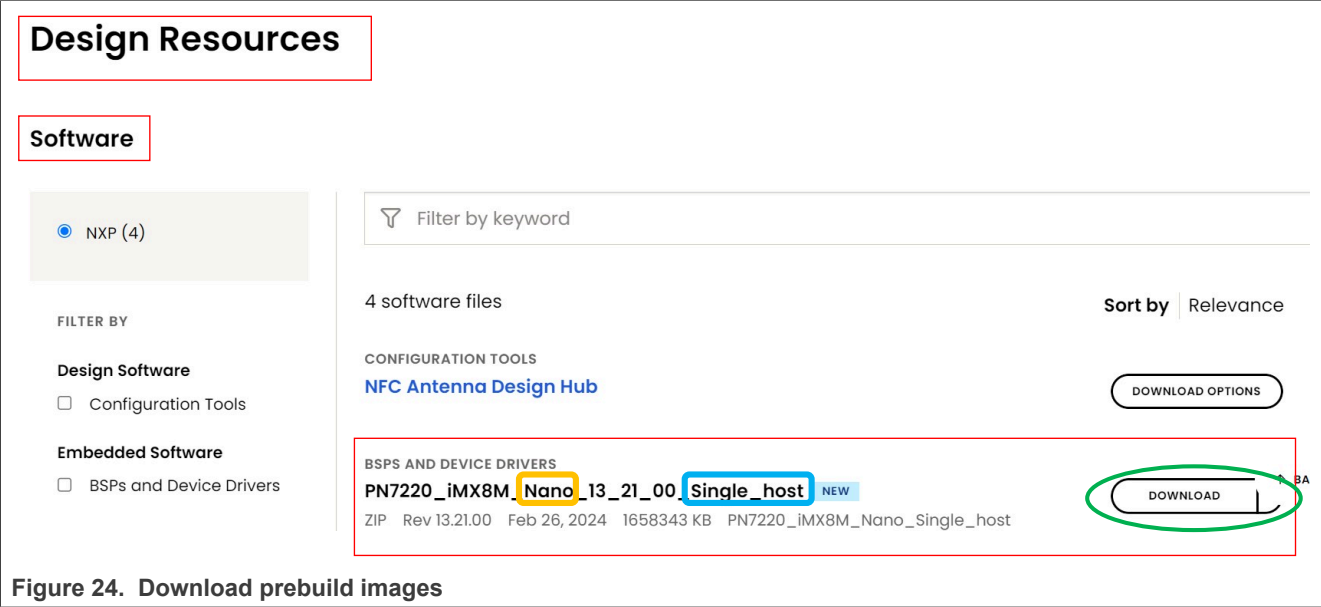 Design Resources
Software
NXP (4)
FILTER BY
Design Software
Configuration Tools
Embedded Software
BSPs and Device Drivers
Filter by keyword
4 software files
Sort by Relevance
CONFIGURATION TOOLS
NFC Antenna Design Hub
DOWNLOAD OPTIONS
BSPS AND DEVICE DRIVERS
PN7220_iMX8M_Nano_13_21_00_Single_host NEW
DOWNLOAD
BA
ZIP Rev 13.21.00 Feb 26, 2024 1658343 KB PN7220_iMX8M_Nano_Single_host
Figure 24. Download prebuild images